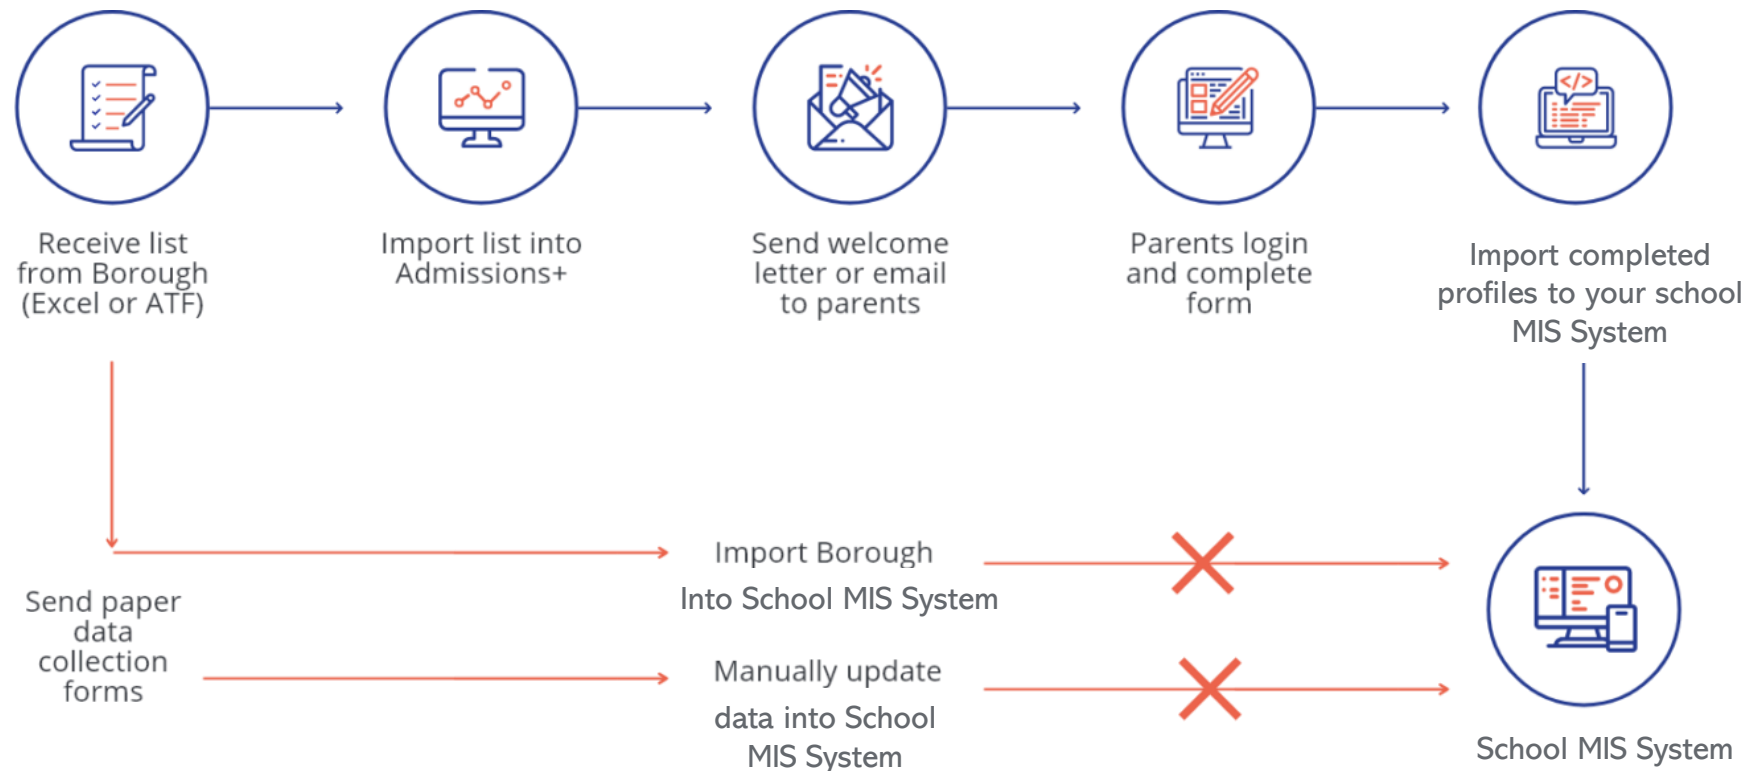 Receive list
from Borough
(Excel or ATF)
Import list into
Admissions+
Send welcome
letter or email
to parents
Parents login
and complete
form
</>
Import completed
profiles to your school
MIS System
Import Borough
Into School MIS System
Send paper
data
collection
forms
Manually update
data into School
MIS System
School MIS System